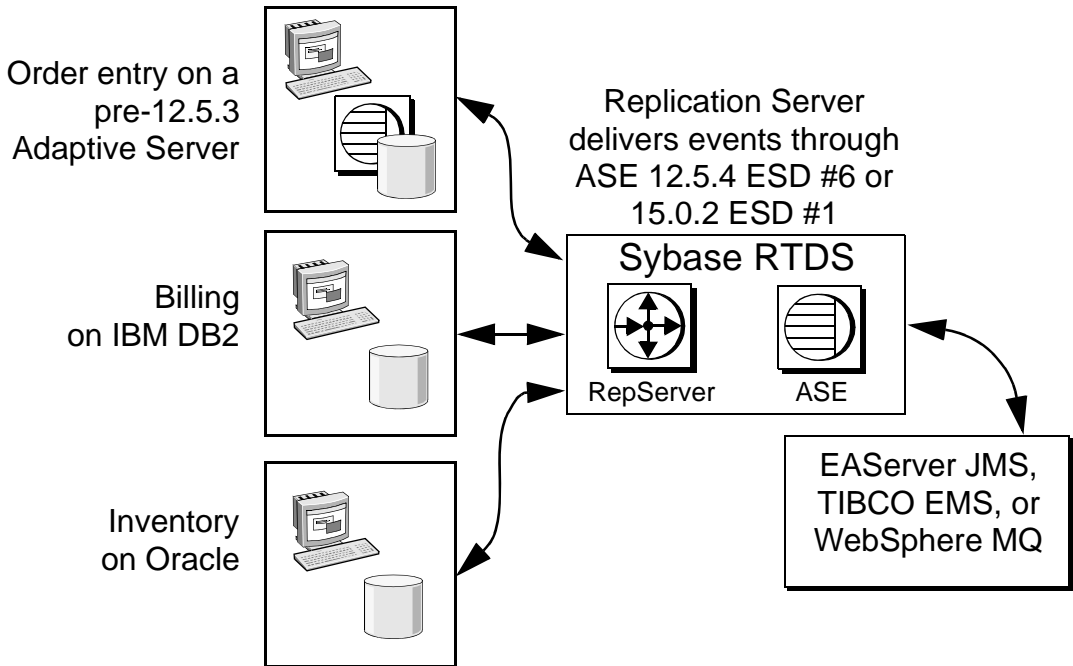 Order entry on a
pre-12.5.3
Adaptive Server
Replication Server
delivers events through
ASE 12.5.4 ESD #6 or
15.0.2 ESD #1
Billing
on IBM DB2
Sybase RTDS
RepServer
ASE
Inventory
on Oracle
EAServer JMS,
TIBCO EMS, or
WebSphere MQ